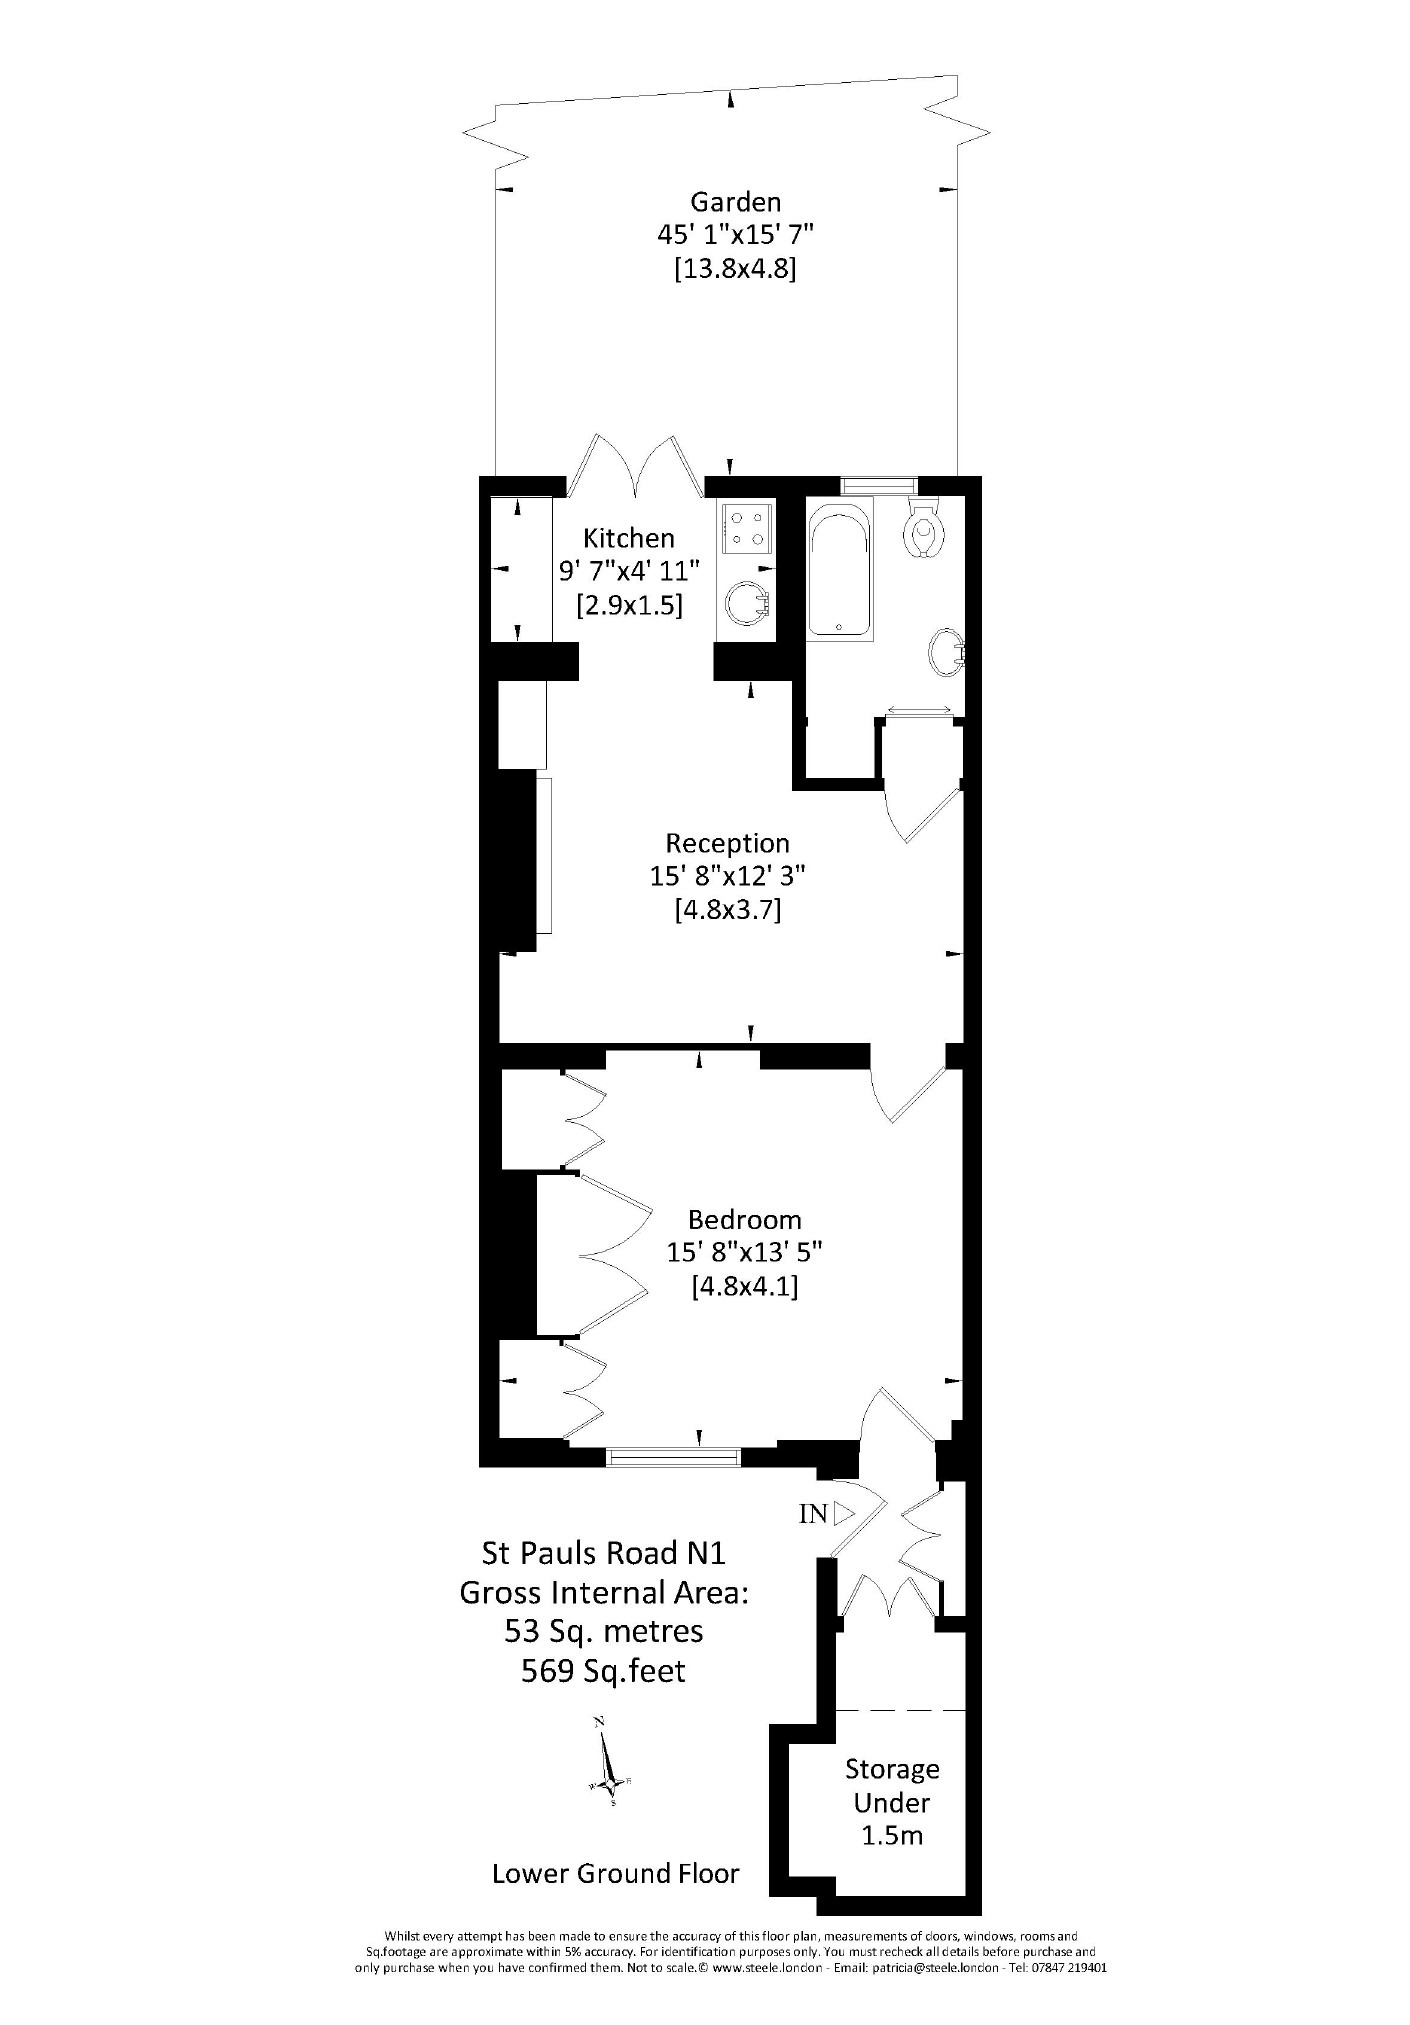 Garden
45' 1"x15' 7"
[13.8x4.8]
Kitchen
9' 7"x4' 11"
[2.9x1.5]
Reception
15' 8"x12' 3"
[4.8x3.7]
Bedroom
15' 8"x13' 5"
[4.8x4.1]
IN
St Pauls Road N1
Gross Internal Area:
53 Sq. metres
569 Sq.feet
N
W E
S
Storage
Under
1.5m
Lower Ground Floor
Whilst every attempt has been made to ensure the accuracy of this floor plan, measurements of doors, windows, rooms and
Sq.footage are approximate within 5% accuracy. For identification purposes only. You must recheck all details before purchase and
only purchase when you have confirmed them. Not to scale.© www.steele.london - Email: patricia@steele.london - Tel: 07847 219401